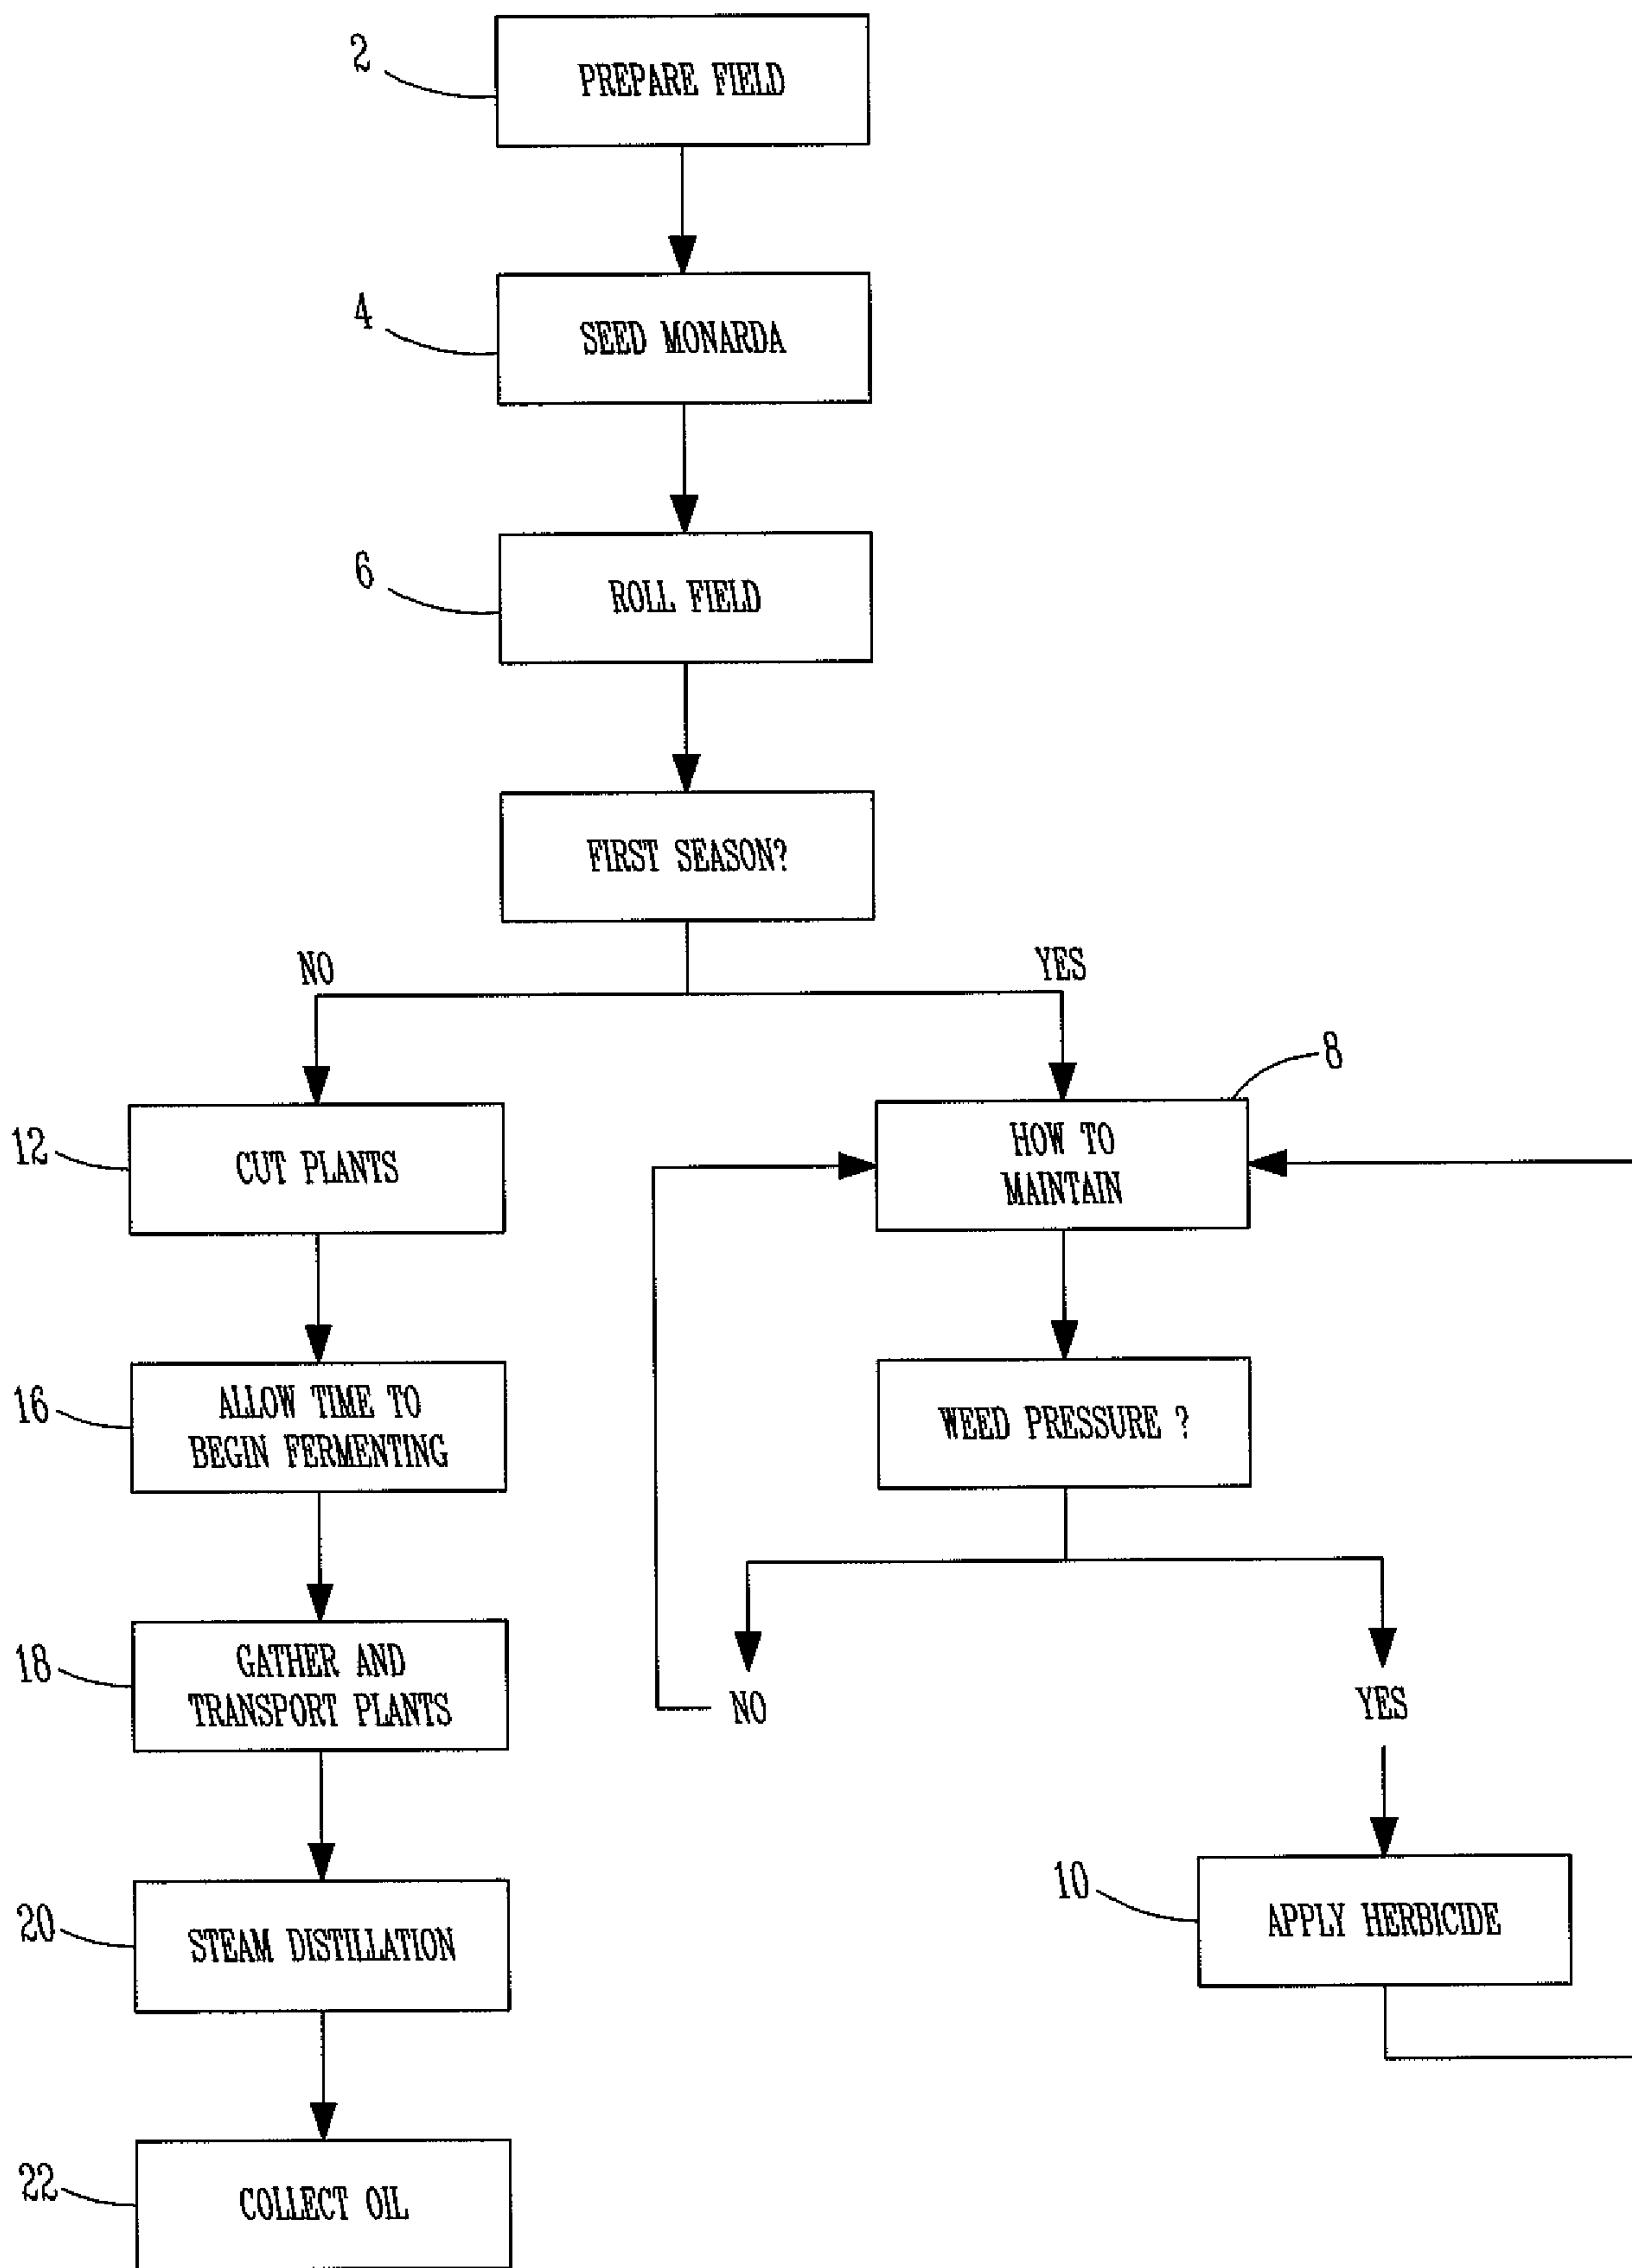 2
PREPARE FIELD
4
SEED MONARDA
6
ROLL FIELD
FIRST SEASON?
NO
YES
8
12
CUT PLANTS
HOW TO
MAINTAIN
16
ALLOW TIME TO
BEGIN FERMENTING
WEED PRESSURE ?
18
GATHER AND
TRANSPORT PLANTS
NO
YES
10
APPLY HERBICIDE
20
STEAM DISTILLATION
22
COLLECT OIL